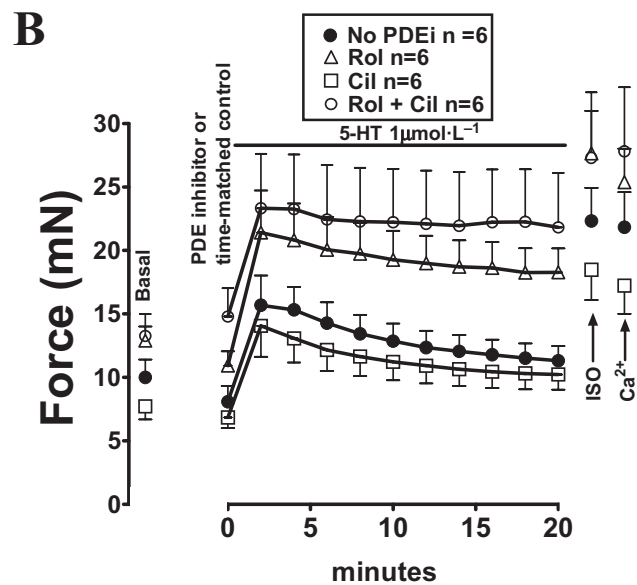 B
No PDEi n =6
Rol n=6
Cil n=6
Rol + Cil n=6
5-HT 1μmol·L⁻¹
PDE inhibitor or
time-matched control
Basal
Force (mN)
30
25
20
15
10
5
0
ISO
Ca²⁺
0 5 10 15 20
minutes